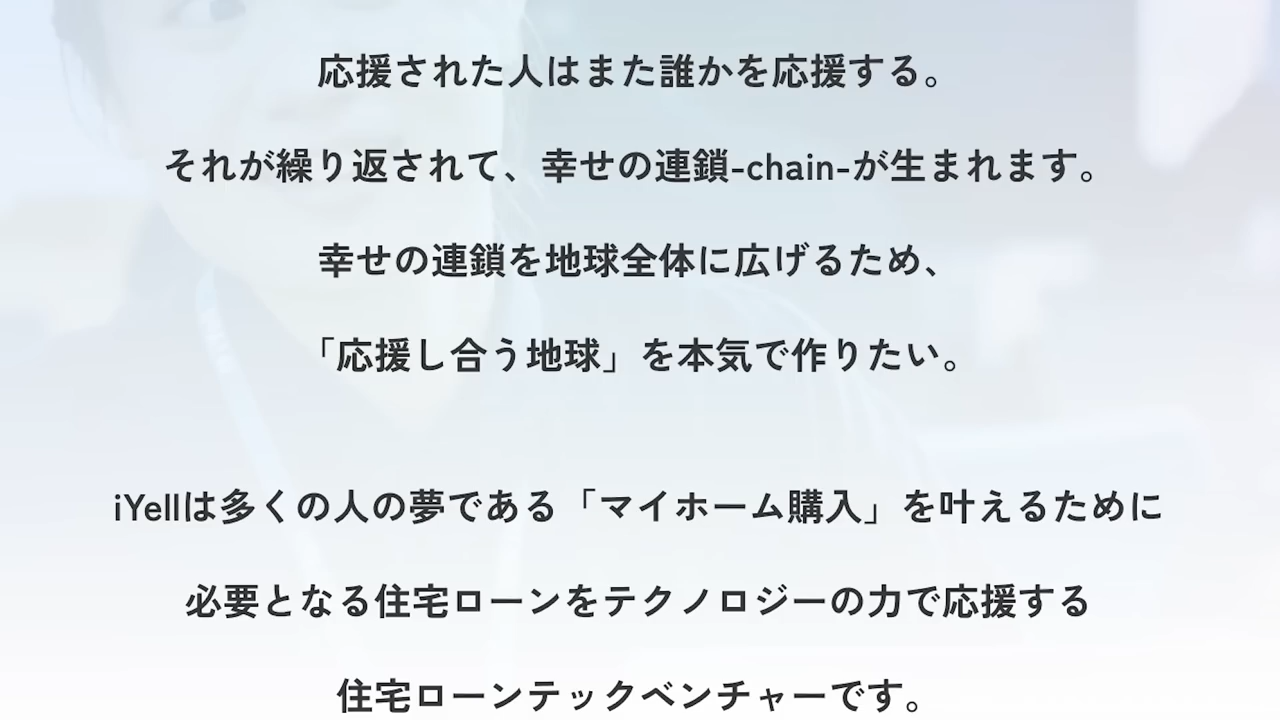 応援された人はまた誰かを応援する。
それが繰り返されて、幸せの連鎖-chain-が生まれます。
幸せの連鎖を地球全体に広げるため、
「応援し合う地球」を本気で作りたい。
iYellは多くの人の夢である「マイホーム購入」を叶えるために
必要となる住宅ローンをテクノロジーの力で応援する
住宅ローンテックベンチャーです。